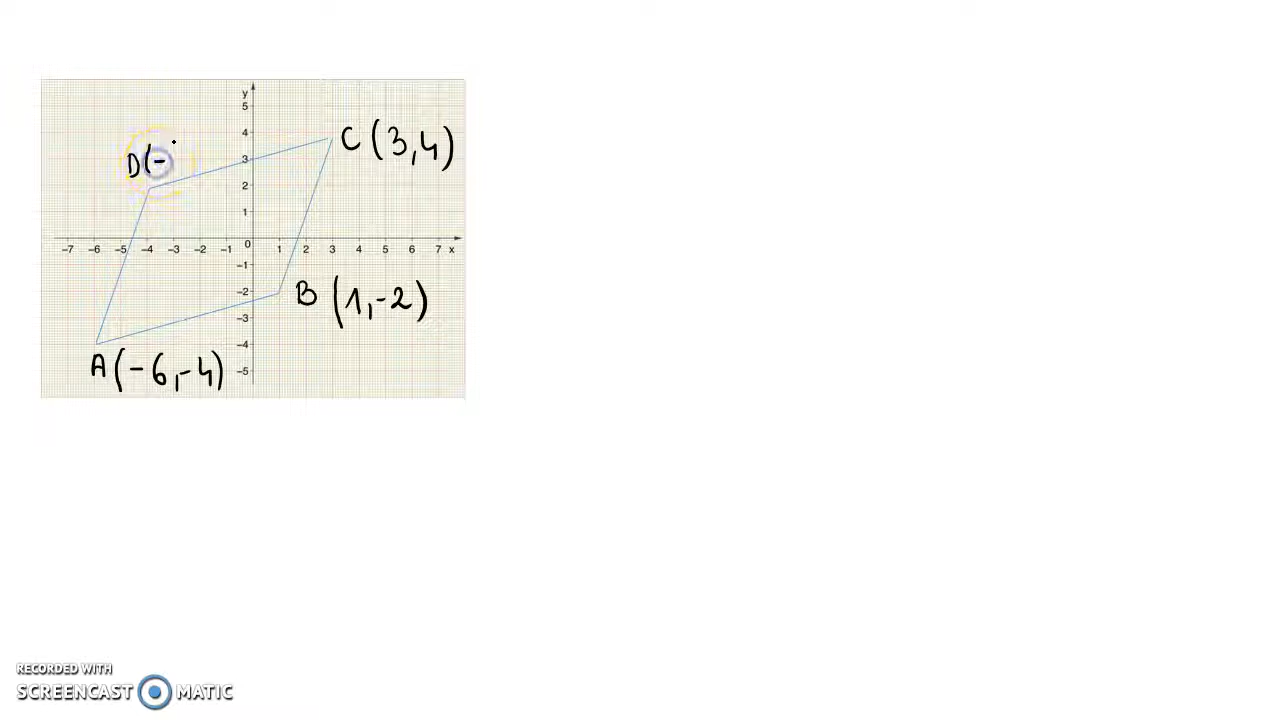 y
5
4
C (3,4)
3
D(-
2
1
-7 -6 -5 -4 -3 -2 -1 0 1 2 3 4 5 6 7 x
-1
-2
B (1,-2)
-3
-4
A(-6,-4)
-5
RECORDED WITH
SCREENCAST MATIC